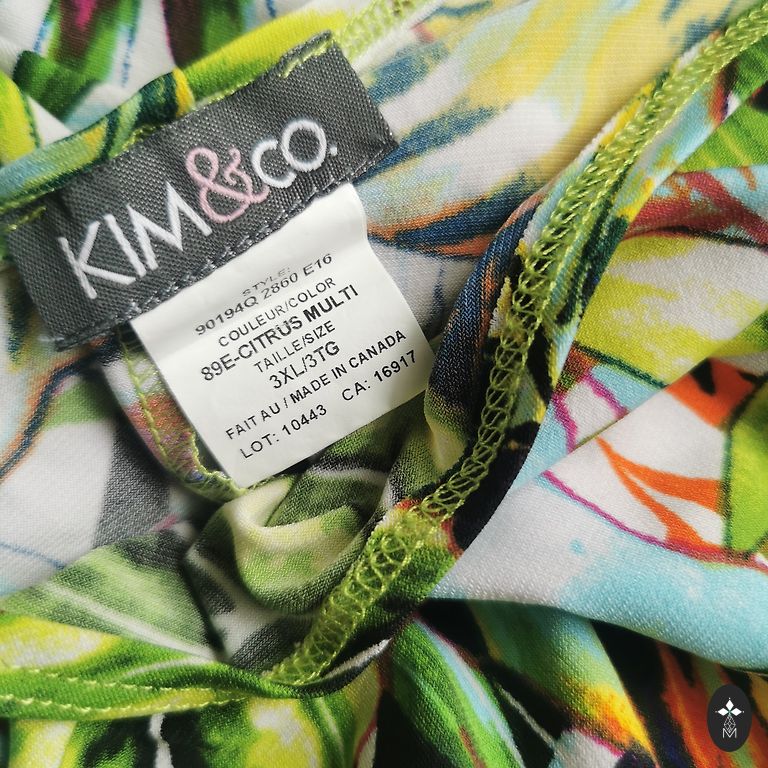 KIM&CO.
STYLE:
90194Q 2860 E16
COULEUR/COLOR
89E-CITRUS MULTI
TAILLE/SIZE
3XL/3TG
FAIT AU / MADE IN CANADA
LOT: 10443 CA: 16917